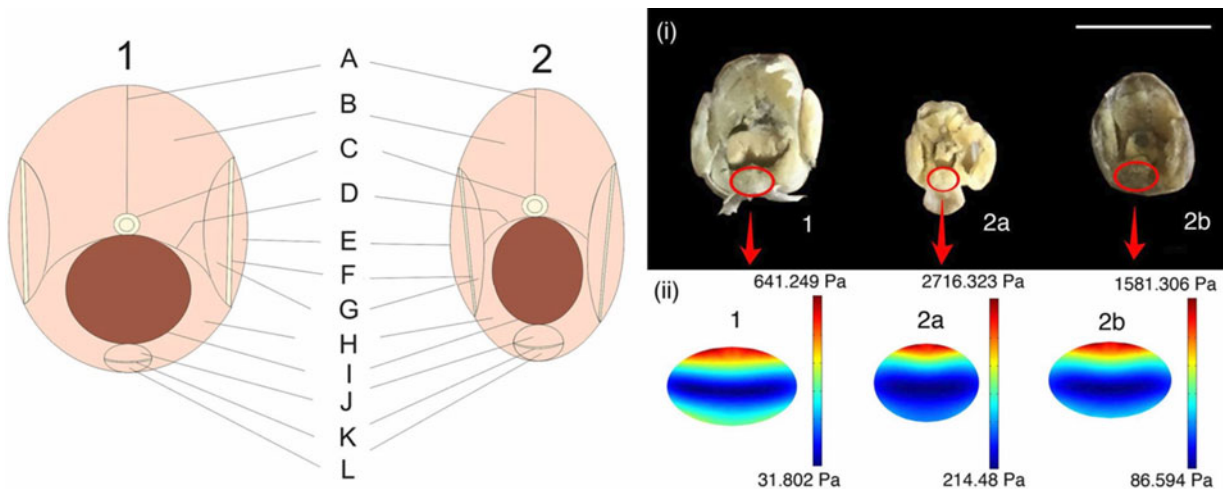 1
2
A
B
C
D
E
F
G
H
I
J
K
L
(i)
1
2a
2b
641.249 Pa
2716.323 Pa
1581.306 Pa
(ii)
1
2a
2b
31.802 Pa
214.48 Pa
86.594 Pa